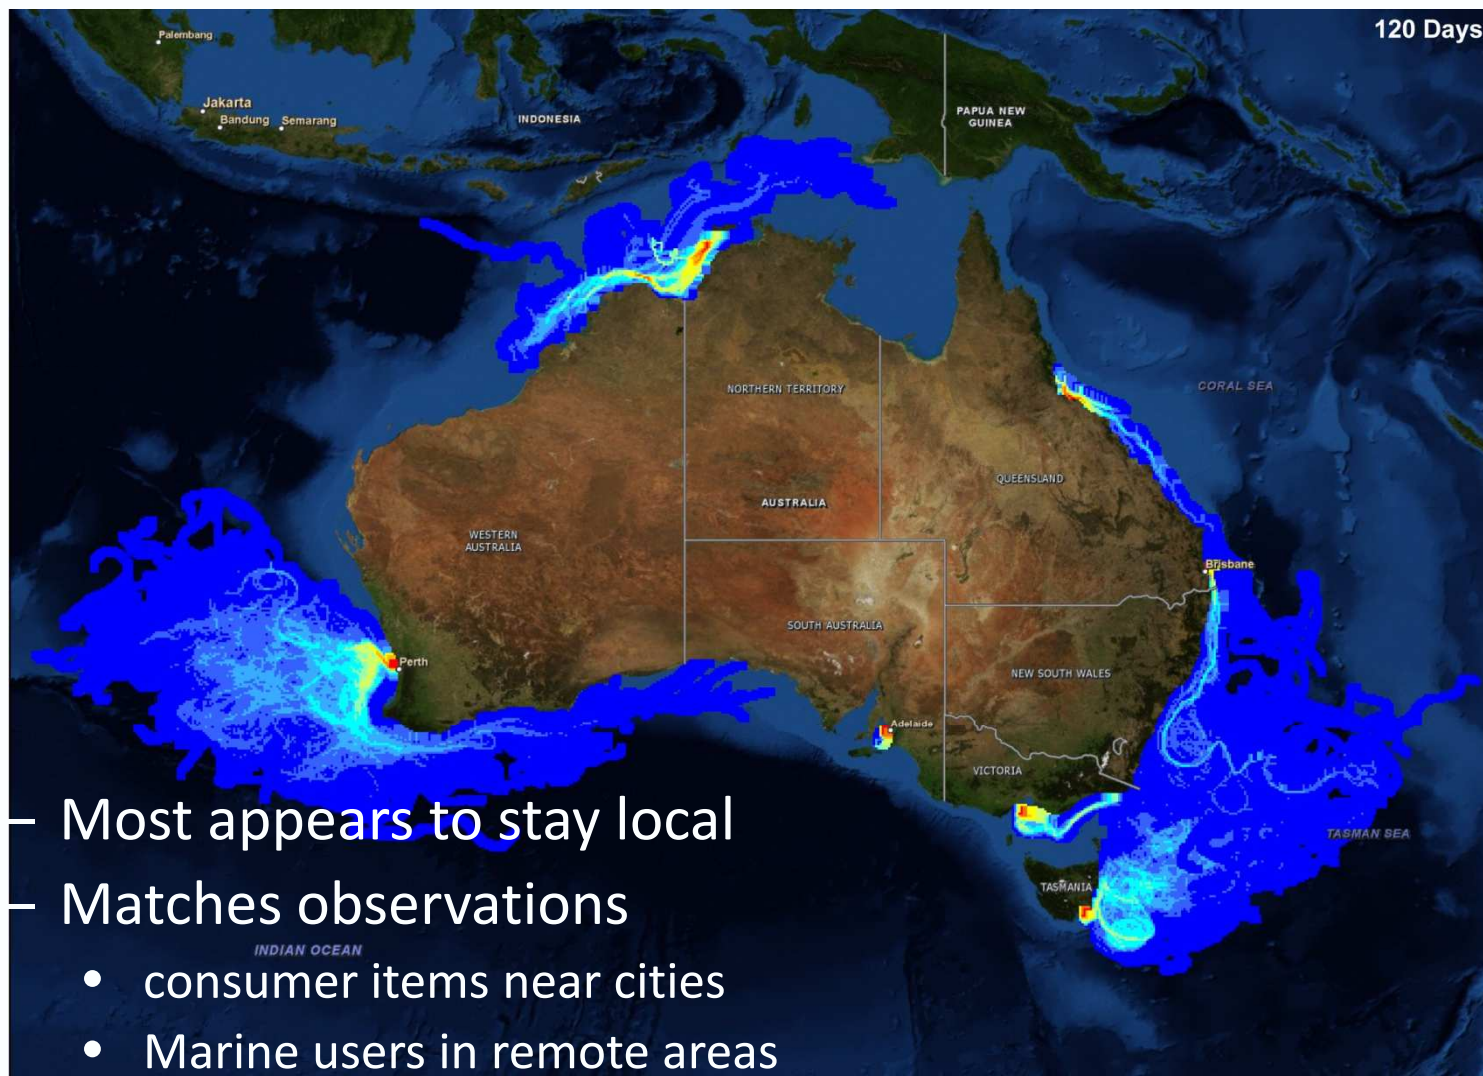 120 Days
Palembang
Jakarta
Bandung
Semarang
INDONESIA
PAPUA NEW
GUINEA
CORAL SEA
NORTHERN TERRITORY
QUEENSLAND
AUSTRALIA
WESTERN
AUSTRALIA
Brisbane
SOUTH AUSTRALIA
Perth
NEW SOUTH WALES
Adelaide
VICTORIA
– Most appears to stay local
TASMAN SEA
TASMANIA
– Matches observations
INDIAN OCEAN
• consumer items near cities
• Marine users in remote areas